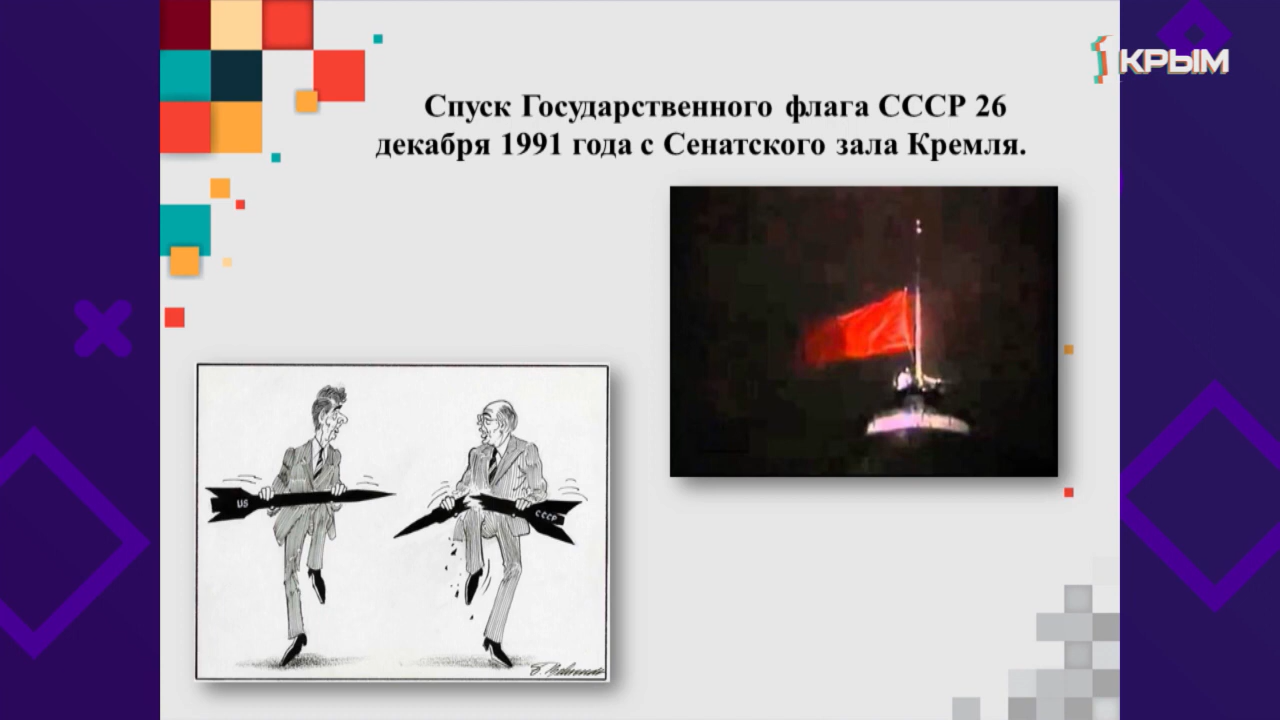 КРЫМ
Спуск Государственного флага СССР 26
декабря 1991 года с Сенатского зала Кремля.
US
СССР